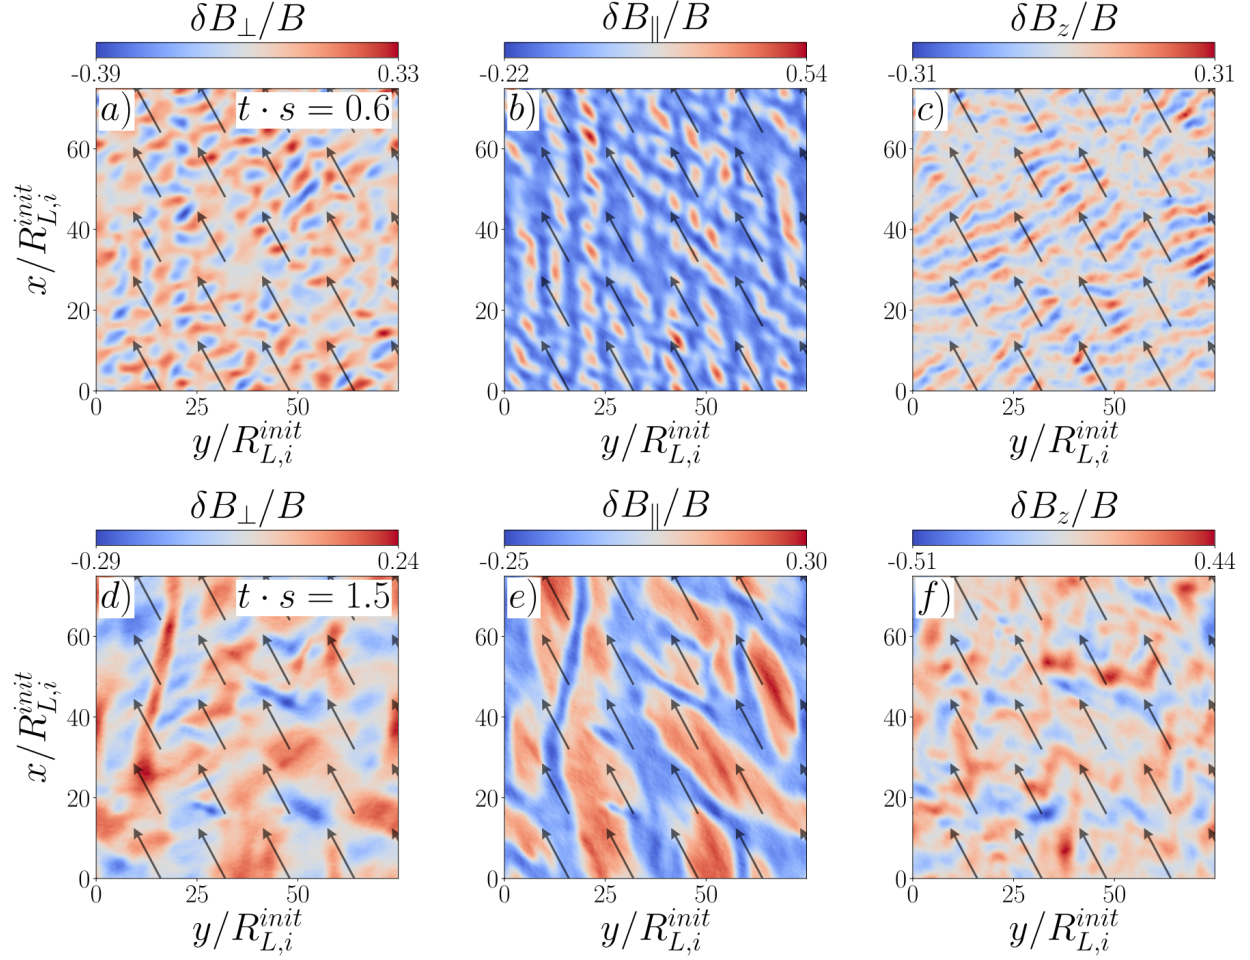 δB⊥/B δB∥/B δB_z/B
-0.39 0.33 -0.22 0.54 -0.31 0.31
a) t · s = 0.6 b) c)
60 60 60
40 40 40
20 20 20
0 0 0
0 25 50 0 25 50 0 25 50
x/R_{L,i}^{init}
y/R_{L,i}^{init} y/R_{L,i}^{init} y/R_{L,i}^{init}
δB⊥/B δB∥/B δB_z/B
-0.29 0.24 -0.25 0.30 -0.51 0.44
d) t · s = 1.5 e) f)
60 60 60
40 40 40
20 20 20
0 0 0
0 25 50 0 25 50 0 25 50
x/R_{L,i}^{init}
y/R_{L,i}^{init} y/R_{L,i}^{init} y/R_{L,i}^{init}